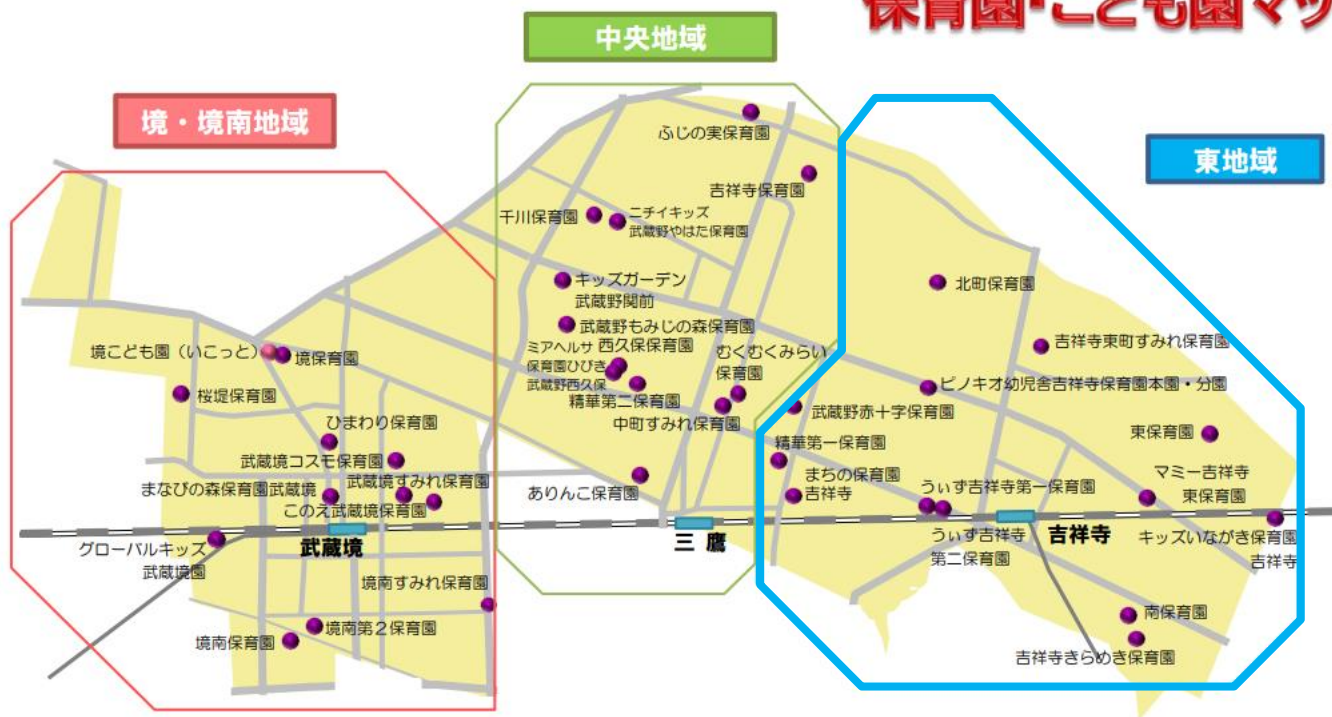 保育園・こども園マッ
中央地域
境・境南地域
東地域
ふじの実保育園
吉祥寺保育園
千川保育園
ニチイキッズ
武蔵野やはた保育園
キッズガーデン
武蔵野関前
武蔵野もみじの森保育園
西久保保育園
ミアヘルサ
保育園ひびき
武蔵野西久保
むくむくみらい
保育園
精華第二保育園
中町すみれ保育園
ありんこ保育園
三鷹
境こども園（いこっと）
境保育園
桜堤保育園
ひまわり保育園
武蔵境コスモ保育園
武蔵境すみれ保育園
まなびの森保育園武蔵境
このえ武蔵境保育園
武蔵境
グローバルキッズ
武蔵境園
境南すみれ保育園
境南第２保育園
境南保育園
北町保育園
吉祥寺東町すみれ保育園
ピノキオ幼児舎吉祥寺保育園本園・分園
武蔵野赤十字保育園
東保育園
精華第一保育園
まちの保育園
吉祥寺
マミー吉祥寺
東保育園
うぃず吉祥寺第一保育園
うぃず吉祥寺
第二保育園
吉祥寺
キッズいながき保育園
吉祥寺
南保育園
吉祥寺きらめき保育園